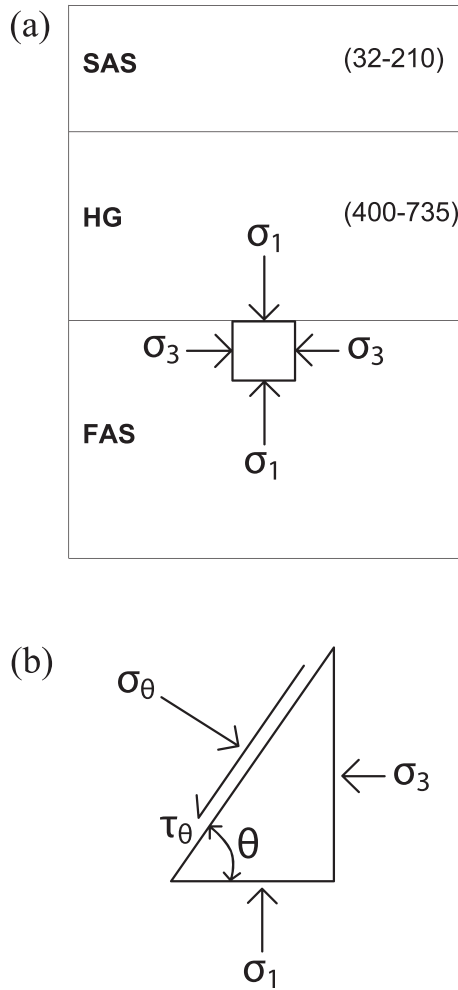 (a)
SAS (32-210)
HG (400-735)
σ1
σ3 σ3
FAS
σ1
(b)
σθ
σ3
τθ θ
σ1